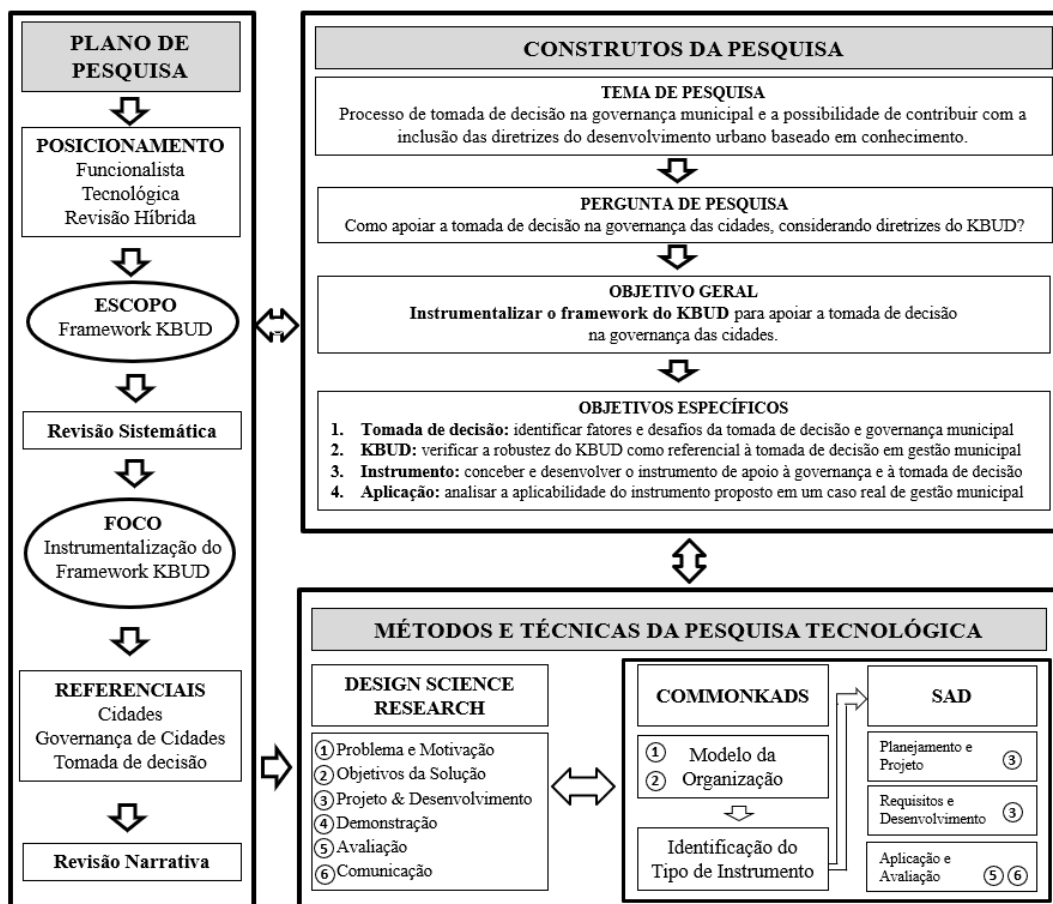 PLANO DE
PESQUISA
POSICIONAMENTO
Funcionalista
Tecnológica
Revisão Híbrida
ESCOPO
Framework KBUD
Revisão Sistemática
FOCO
Instrumentalização do
Framework KBUD
REFERENCIAIS
Cidades
Governança de Cidades
Tomada de decisão
Revisão Narrativa
CONSTRUTOS DA PESQUISA
TEMA DE PESQUISA
Processo de tomada de decisão na governança municipal e a possibilidade de contribuir com a
inclusão das diretrizes do desenvolvimento urbano baseado em conhecimento.
PERGUNTA DE PESQUISA
Como apoiar a tomada de decisão na governança das cidades, considerando diretrizes do KBUD?
OBJETIVO GERAL
Instrumentalizar o framework do KBUD para apoiar a tomada de decisão
na governança das cidades.
OBJETIVOS ESPECÍFICOS
1. Tomada de decisão: identificar fatores e desafios da tomada de decisão e governança municipal
2. KBUD: verificar a robustez do KBUD como referencial à tomada de decisão em gestão municipal
3. Instrumento: conceber e desenvolver o instrumento de apoio à governança e à tomada de decisão
4. Aplicação: analisar a aplicabilidade do instrumento proposto em um caso real de gestão municipal
MÉTODOS E TÉCNICAS DA PESQUISA TECNOLÓGICA
DESIGN SCIENCE
RESEARCH
① Problema e Motivação
② Objetivos da Solução
③ Projeto & Desenvolvimento
④ Demonstração
⑤ Avaliação
⑥ Comunicação
COMMONKADS
① Modelo da
② Organização
Identificação do
Tipo de Instrumento
SAD
Planejamento e
Projeto ③
Requisitos e
Desenvolvimento ③
Aplicação e
Avaliação ⑤ ⑥